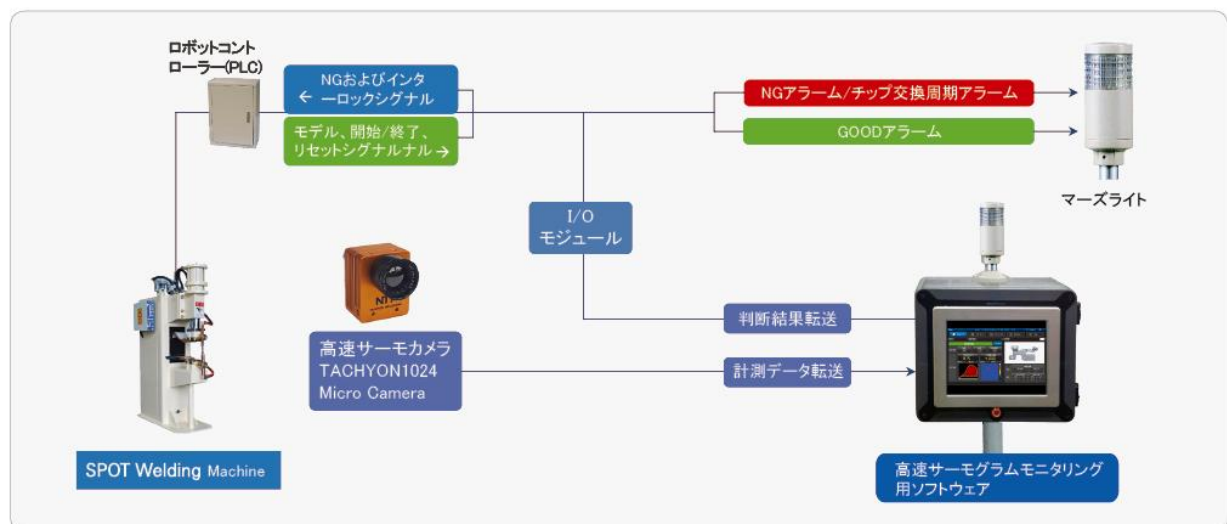 ロボットコント
ローラー(PLC)
NGおよびインタ
← ーロックシグナル
モデル、開始/終了、
リセットシグナルナル→
NGアラーム/チップ交換周期アラーム
GOODアラーム
マーズライト
I/O
モジュール
NIT
高速サーモカメラ
TACHYON1024
Micro Camera
判断結果転送
計測データ転送
SPOT Welding Machine
高速サーモグラムモニタリング
用ソフトウェア